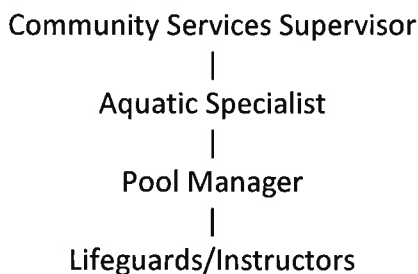 Community Services Supervisor
Aquatic Specialist
Pool Manager
Lifeguards/Instructors